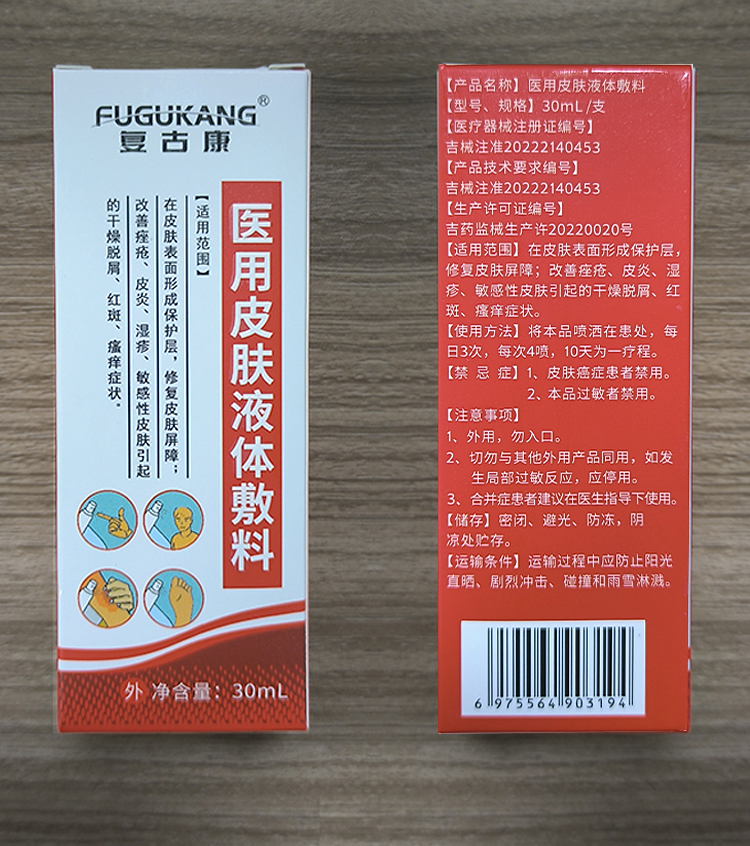 FUGUKANG®
复古康
医用皮肤液体敷料
【适用范围】
在皮肤表面形成保护层，修复皮肤屏障；
改善痤疮、皮炎、湿疹、敏感性皮肤引起
的干燥脱屑、红斑、瘙痒症状。
外 净含量：30mL
【产品名称】医用皮肤液体敷料
【型号、规格】30mL /支
【医疗器械注册证编号】
吉械注准20222140453
【产品技术要求编号】
吉械注准20222140453
【生产许可证编号】
吉药监械生产许20220020号
【适用范围】在皮肤表面形成保护层，
修复皮肤屏障；改善痤疮、皮炎、湿
疹、敏感性皮肤引起的干燥脱屑、红
斑、瘙痒症状。
【使用方法】将本品喷洒在患处，每
日3次，每次4喷，10天为一疗程。
【禁 忌 症】1、皮肤癌症患者禁用。
2、本品过敏者禁用。
【注意事项】
1、外用，勿入口。
2、切勿与其他外用产品同用，如发
生局部过敏反应，应停用。
3、合并症患者建议在医生指导下使用。
【储存】密闭、避光、防冻，阴
凉处贮存。
【运输条件】运输过程中应防止阳光
直晒、剧烈冲击、碰撞和雨雪淋溅。
6 975564 903194